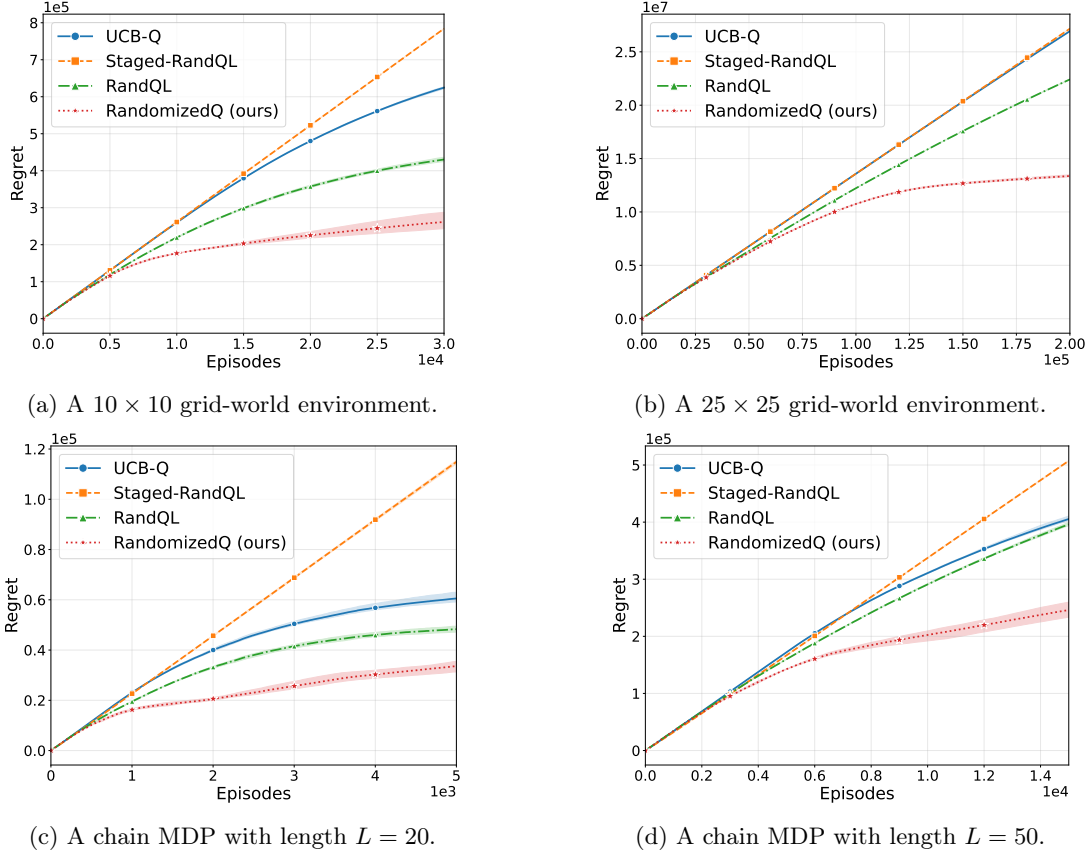 1e5
8
7
6
5
4
3
2
1
0
Regret
UCB-Q
Staged-RandQL
RandQL
RandomizedQ (ours)
0.0 0.5 1.0 1.5 2.0 2.5 3.0
Episodes
1e4
(a) A 10 × 10 grid-world environment.
1e7
2.5
2.0
1.5
1.0
0.5
0.0
Regret
UCB-Q
Staged-RandQL
RandQL
RandomizedQ (ours)
0.00 0.25 0.50 0.75 1.00 1.25 1.50 1.75 2.00
Episodes
1e5
(b) A 25 × 25 grid-world environment.
1e5
1.2
1.0
0.8
0.6
0.4
0.2
0.0
Regret
UCB-Q
Staged-RandQL
RandQL
RandomizedQ (ours)
0 1 2 3 4 5
Episodes
1e3
(c) A chain MDP with length L = 20.
1e5
5
4
3
2
1
0
Regret
UCB-Q
Staged-RandQL
RandQL
RandomizedQ (ours)
0.0 0.2 0.4 0.6 0.8 1.0 1.2 1.4
Episodes
1e4
(d) A chain MDP with length L = 50.